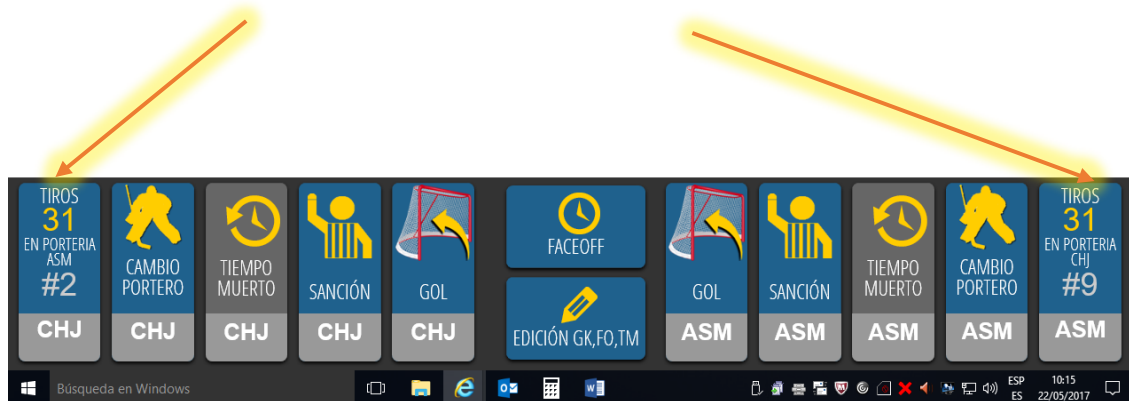 TIROS
31
EN PORTERIA
ASM
#2
CHJ
CAMBIO
PORTERO
CHJ
TIEMPO
MUERTO
CHJ
SANCIÓN
CHJ
GOL
CHJ
FACEOFF
EDICIÓN GK,FO,TM
GOL
ASM
SANCIÓN
ASM
TIEMPO
MUERTO
ASM
CAMBIO
PORTERO
ASM
TIROS
31
EN PORTERIA
CHJ
#9
ASM
Búsqueda en Windows
ESP
ES
10:15
22/05/2017